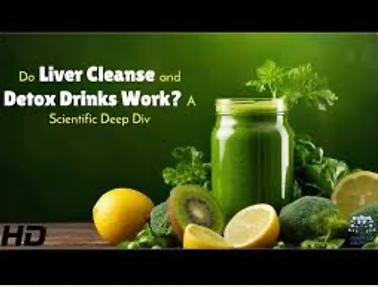 Do Liver Cleanse and
Detox Drinks Work? A
Scientific Deep Div
HD